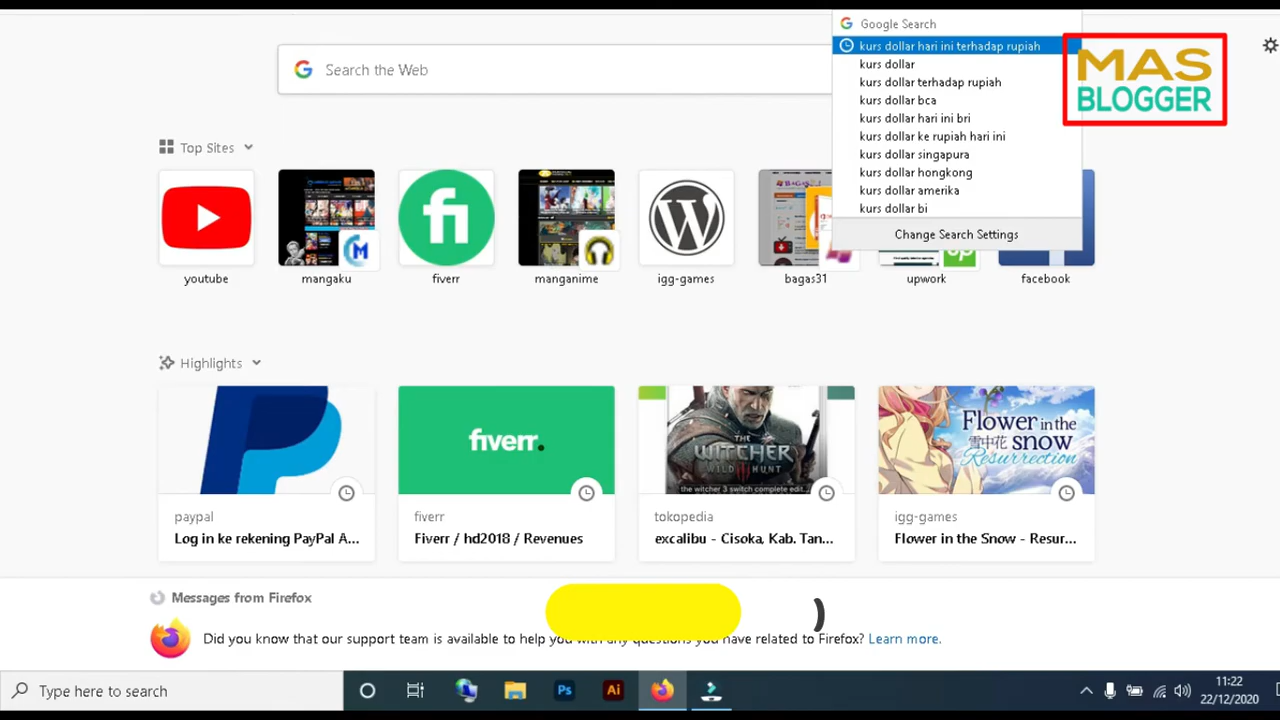 Google Search
kurs dollar hari ini terhadap rupiah
kurs dollar
kurs dollar terhadap rupiah
kurs dollar bca
kurs dollar hari ini bri
kurs dollar ke rupiah hari ini
kurs dollar singapura
kurs dollar hongkong
kurs dollar amerika
kurs dollar bi
Change Search Settings
MAS
BLOGGER
Search the Web
Top Sites
fi
youtube
mangaku
fiverr
manganime
igg-games
bagas31
upwork
facebook
Highlights
fiverr.
THE
WITCHER
WILD HUNT
the witcher 3 switch complete edit...
Flower in the
雪中花 snow
Resurrection
paypal
Log in ke rekening PayPal A...
fiverr
Fiverr / hd2018 / Revenues
tokopedia
excalibu - Cisoka, Kab. Tan...
igg-games
Flower in the Snow - Resur...
Messages from Firefox
)
Did you know that our support team is available to help you with any questions you have related to Firefox? Learn more.
Type here to search
Ps
Ai
11:22
22/12/2020